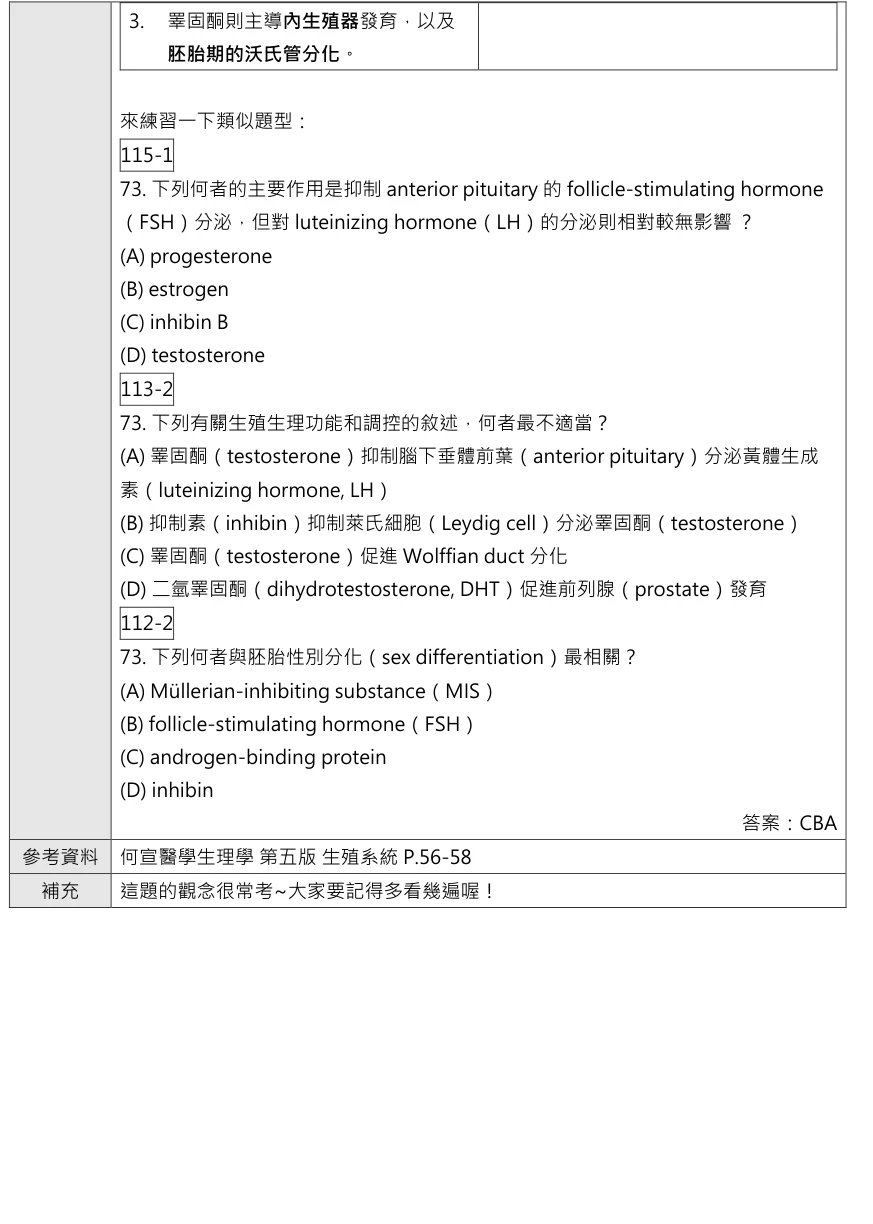 3. 睪固酮則主導內生殖器發育，以及
胚胎期的沃氏管分化。
來練習一下類似題型：
115-1
73. 下列何者的主要作用是抑制 anterior pituitary 的 follicle-stimulating hormone
（FSH）分泌，但對 luteinizing hormone（LH）的分泌則相對較無影響 ？
(A) progesterone
(B) estrogen
(C) inhibin B
(D) testosterone
113-2
73. 下列有關生殖生理功能和調控的敘述，何者最不適當？
(A) 睪固酮（testosterone）抑制腦下垂體前葉（anterior pituitary）分泌黃體生成
素（luteinizing hormone, LH）
(B) 抑制素（inhibin）抑制萊氏細胞（Leydig cell）分泌睪固酮（testosterone）
(C) 睪固酮（testosterone）促進 Wolffian duct 分化
(D) 二氫睪固酮（dihydrotestosterone, DHT）促進前列腺（prostate）發育
112-2
73. 下列何者與胚胎性別分化（sex differentiation）最相關？
(A) Müllerian-inhibiting substance（MIS）
(B) follicle-stimulating hormone（FSH）
(C) androgen-binding protein
(D) inhibin
答案：CBA
參考資料 何宣醫學生理學 第五版 生殖系統 P.56-58
補充 這題的觀念很常考~大家要記得多看幾遍喔！